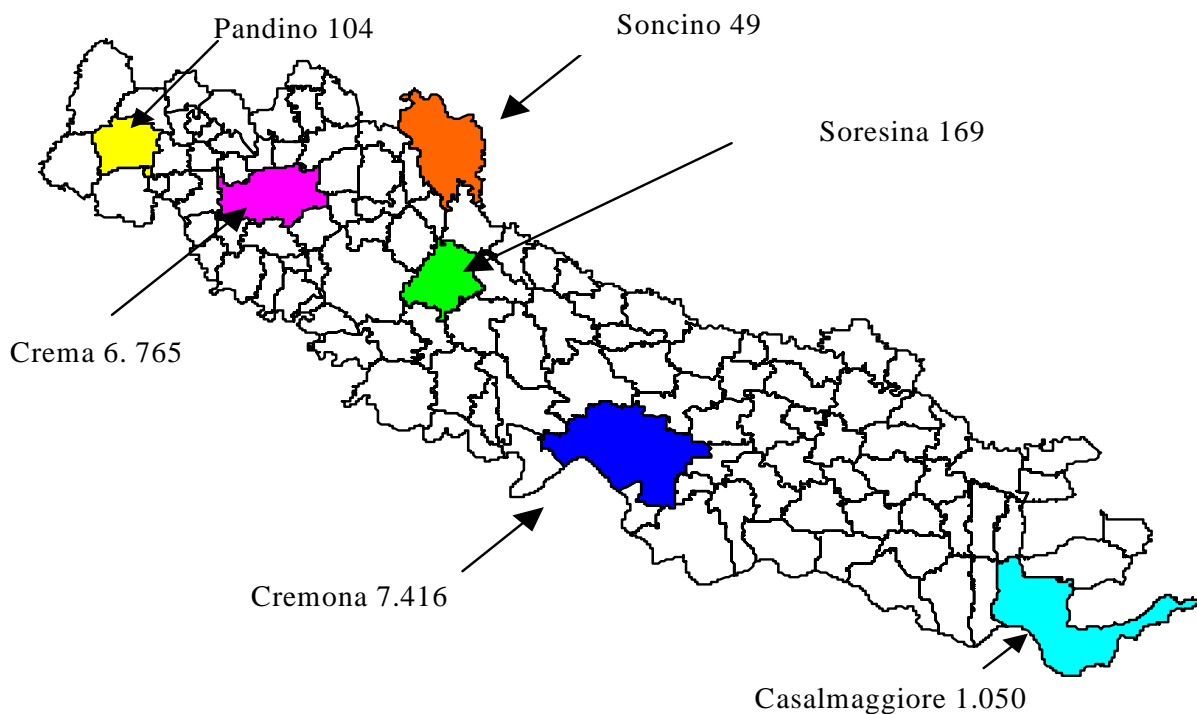 Pandino 104
Soncino 49
Soresina 169
Crema 6. 765
Cremona 7.416
Casalmaggiore 1.050